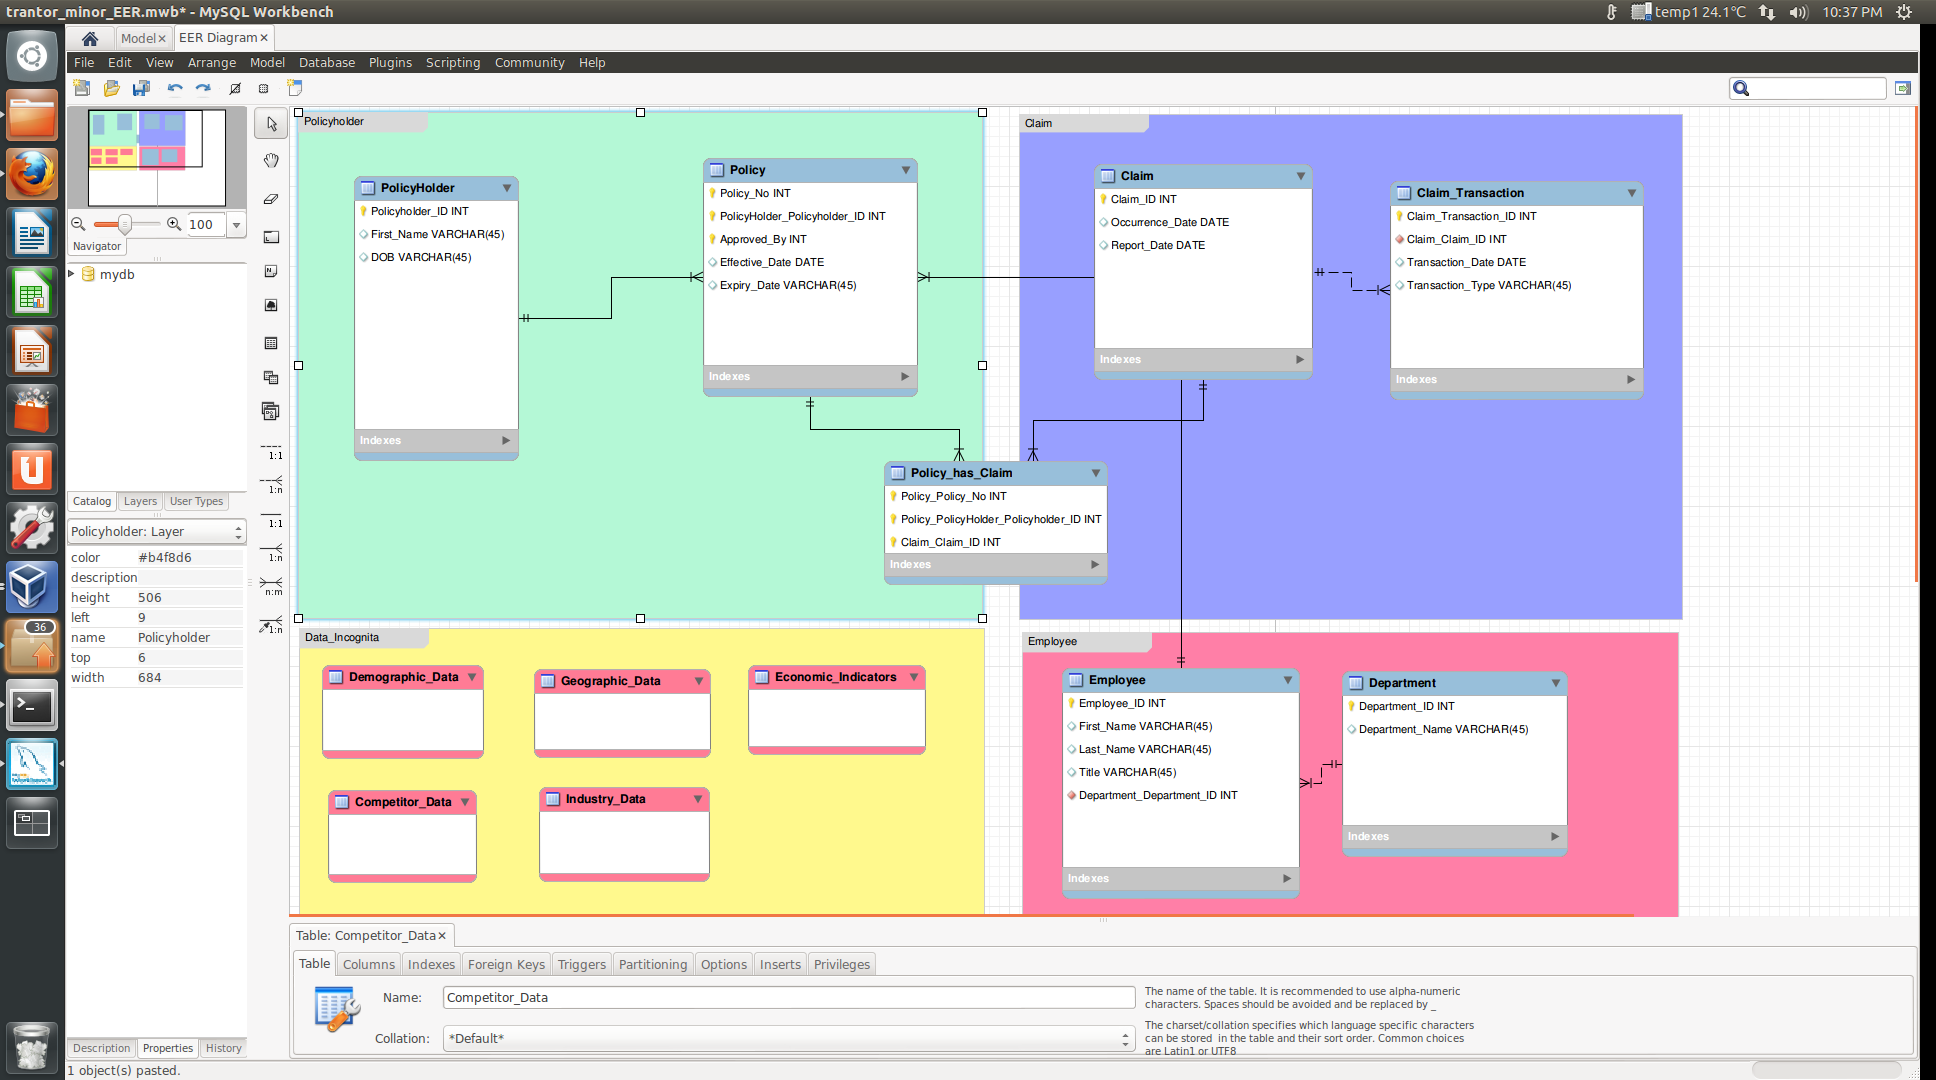 trantor_minor_EER.mwb* - MySQL Workbench
temp1 24.1°C
10:37 PM
Model
EER Diagram
File Edit View Arrange Model Database Plugins Scripting Community Help
100
Navigator
mydb
Catalog Layers User Types
Policyholder: Layer
color #b4f8d6
description
height 506
left 9
name Policyholder
top 6
width 684
Description Properties History
36
1:1
1:n
1:1
1:n
n:m
1:n
Policyholder
PolicyHolder
Policyholder_ID INT
First_Name VARCHAR(45)
DOB VARCHAR(45)
Indexes
Policy
Policy_No INT
PolicyHolder_Policyholder_ID INT
Approved_By INT
Effective_Date DATE
Expiry_Date VARCHAR(45)
Indexes
Claim
Claim
Claim_ID INT
Occurrence_Date DATE
Report_Date DATE
Indexes
Claim_Transaction
Claim_Transaction_ID INT
Claim_Claim_ID INT
Transaction_Date DATE
Transaction_Type VARCHAR(45)
Indexes
Policy_has_Claim
Policy_Policy_No INT
Policy_PolicyHolder_Policyholder_ID INT
Claim_Claim_ID INT
Indexes
Data_Incognita
Demographic_Data
Geographic_Data
Economic_Indicators
Competitor_Data
Industry_Data
Employee
Employee
Employee_ID INT
First_Name VARCHAR(45)
Last_Name VARCHAR(45)
Title VARCHAR(45)
Department_Department_ID INT
Indexes
Department
Department_ID INT
Department_Name VARCHAR(45)
Indexes
Table: Competitor_Data
Table Columns Indexes Foreign Keys Triggers Partitioning Options Inserts Privileges
Name: Competitor_Data
The name of the table. It is recommended to use alpha-numeric
characters. Spaces should be avoided and be replaced by _
Collation: *Default*
The charset/collation specifies which language specific characters
can be stored in the table and their sort order. Common choices
are Latin1 or UTF8
1 object(s) pasted.